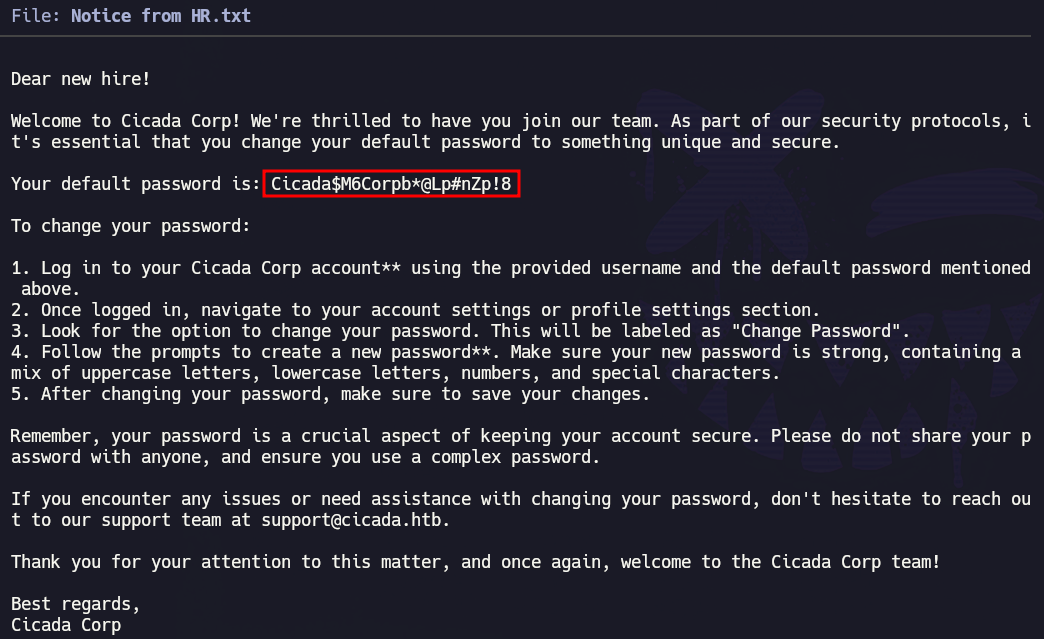 File: Notice from HR.txt
Dear new hire!
Welcome to Cicada Corp! We're thrilled to have you join our team. As part of our security protocols, i
t's essential that you change your default password to something unique and secure.
Your default password is: Cicada$M6Corpb*@Lp#nZp!8
To change your password:
1. Log in to your Cicada Corp account** using the provided username and the default password mentioned
 above.
2. Once logged in, navigate to your account settings or profile settings section.
3. Look for the option to change your password. This will be labeled as "Change Password".
4. Follow the prompts to create a new password**. Make sure your new password is strong, containing a
mix of uppercase letters, lowercase letters, numbers, and special characters.
5. After changing your password, make sure to save your changes.
Remember, your password is a crucial aspect of keeping your account secure. Please do not share your p
assword with anyone, and ensure you use a complex password.
If you encounter any issues or need assistance with changing your password, don't hesitate to reach ou
t to our support team at support@cicada.htb.
Thank you for your attention to this matter, and once again, welcome to the Cicada Corp team!
Best regards,
Cicada Corp